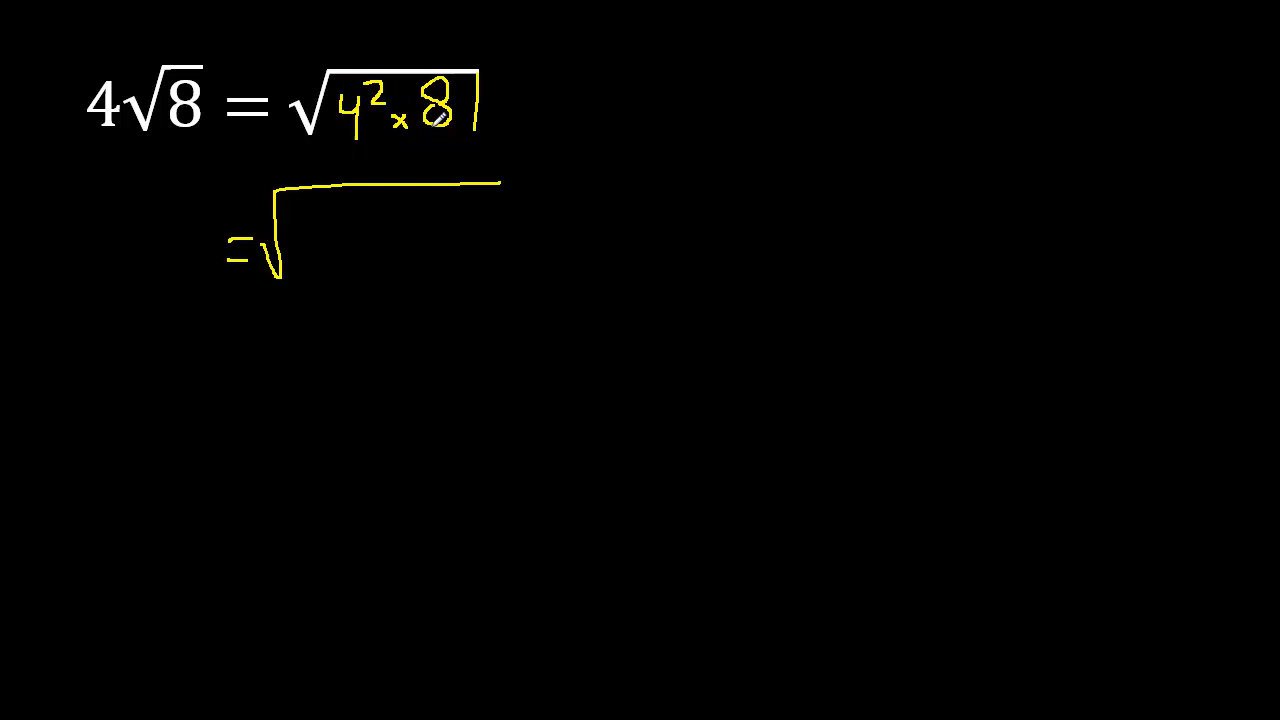 4√8 = √4² × 8
= √